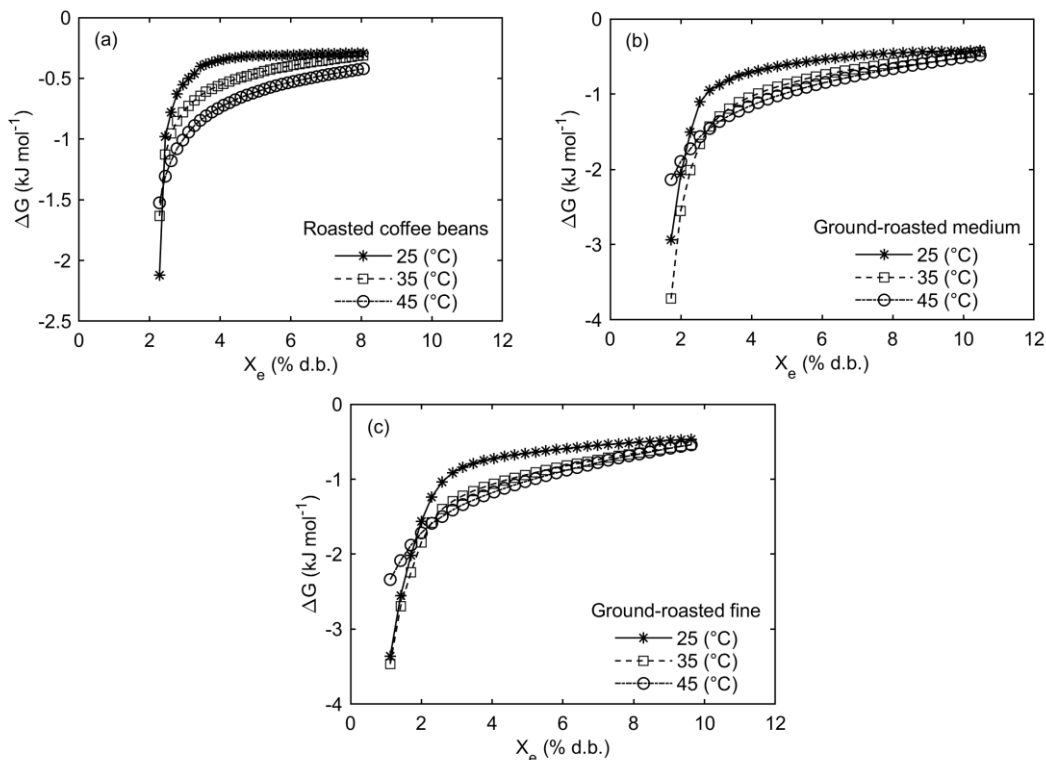 (a)
ΔG (kJ mol⁻¹)
0
-0.5
-1
-1.5
-2
-2.5
Roasted coffee beans
25 (°C)
35 (°C)
45 (°C)
0 2 4 6 8 10 12
Xₑ (% d.b.)
(b)
ΔG (kJ mol⁻¹)
0
-1
-2
-3
-4
Ground-roasted medium
25 (°C)
35 (°C)
45 (°C)
0 2 4 6 8 10 12
Xₑ (% d.b.)
(c)
ΔG (kJ mol⁻¹)
0
-1
-2
-3
-4
Ground-roasted fine
25 (°C)
35 (°C)
45 (°C)
0 2 4 6 8 10 12
Xₑ (% d.b.)